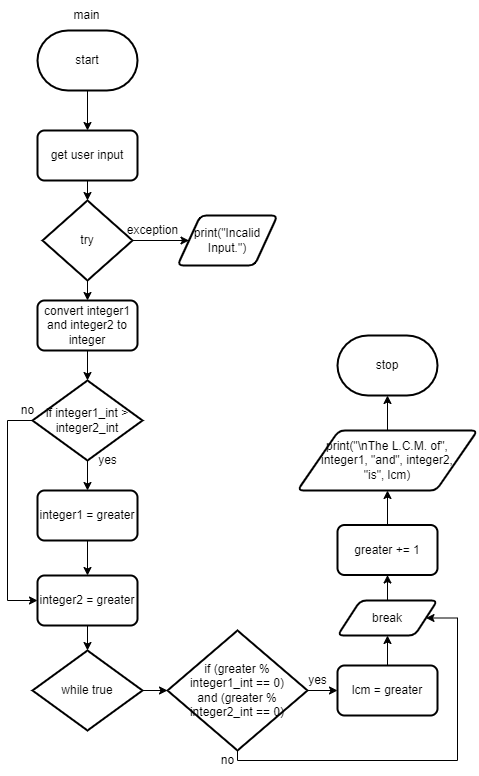 main
start
get user input
try
exception
print("Incalid
Input.")
convert integer1
and integer2 to
integer
if integer1_int >
integer2_int
no
yes
integer1 = greater
integer2 = greater
while true
if (greater %
integer1_int == 0)
and (greater %
integer2_int == 0)
yes
no
lcm = greater
break
greater += 1
print("\nThe L.C.M. of",
integer1, "and", integer2,
"is", lcm)
stop